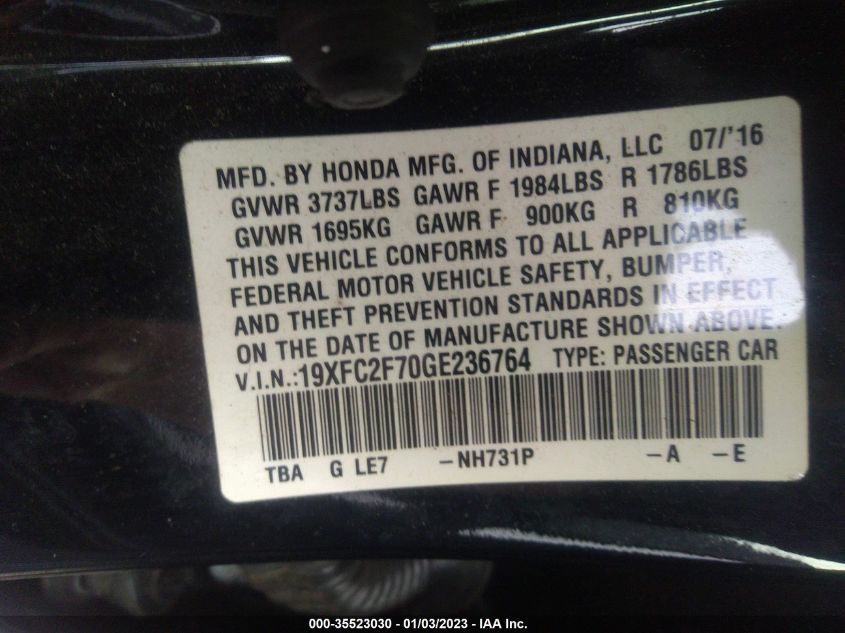 MFD. BY HONDA MFG. OF INDIANA, LLC 07/'16
GVWR 3737LBS GAWR F 1984LBS R 1786LBS
GVWR 1695KG GAWR F 900KG R 810KG
THIS VEHICLE CONFORMS TO ALL APPLICABLE
FEDERAL MOTOR VEHICLE SAFETY, BUMPER,
AND THEFT PREVENTION STANDARDS IN EFFECT
ON THE DATE OF MANUFACTURE SHOWN ABOVE.
V.I.N.:19XFC2F70GE236764 TYPE: PASSENGER CAR
TBA G LE7 –NH731P –A –E
000-35523030 - 01/03/2023 - IAA Inc.